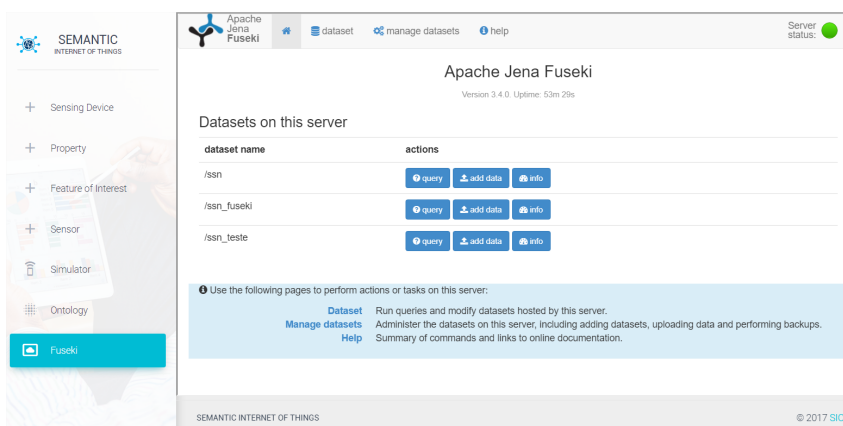 SEMANTIC
INTERNET OF THINGS
Sensing Device
Property
Feature of Interest
Sensor
Simulator
Ontology
Fuseki
Apache
Jena
Fuseki
dataset
manage datasets
help
Server
status:
Apache Jena Fuseki
Version 3.4.0. Uptime: 53m 29s
Datasets on this server
dataset name actions
/ssn query add data info
/ssn_fuseki query add data info
/ssn_teste query add data info
Use the following pages to perform actions or tasks on this server:
Dataset Run queries and modify datasets hosted by this server.
Manage datasets Administer the datasets on this server, including adding datasets, uploading data and performing backups.
Help Summary of commands and links to online documentation.
SEMANTIC INTERNET OF THINGS © 2017